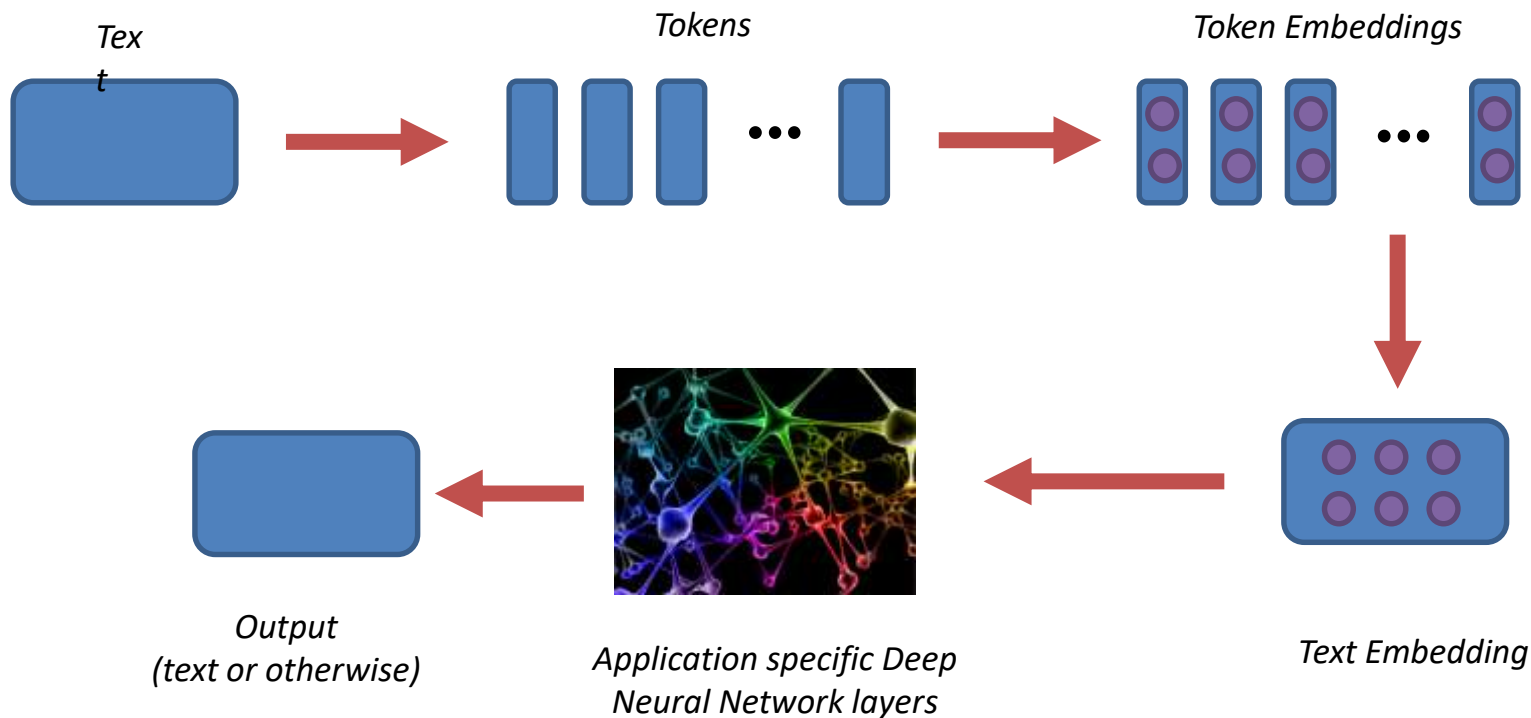 Tex
t
Tokens
Token Embeddings
Text Embedding
Application specific Deep
Neural Network layers
Output
(text or otherwise)